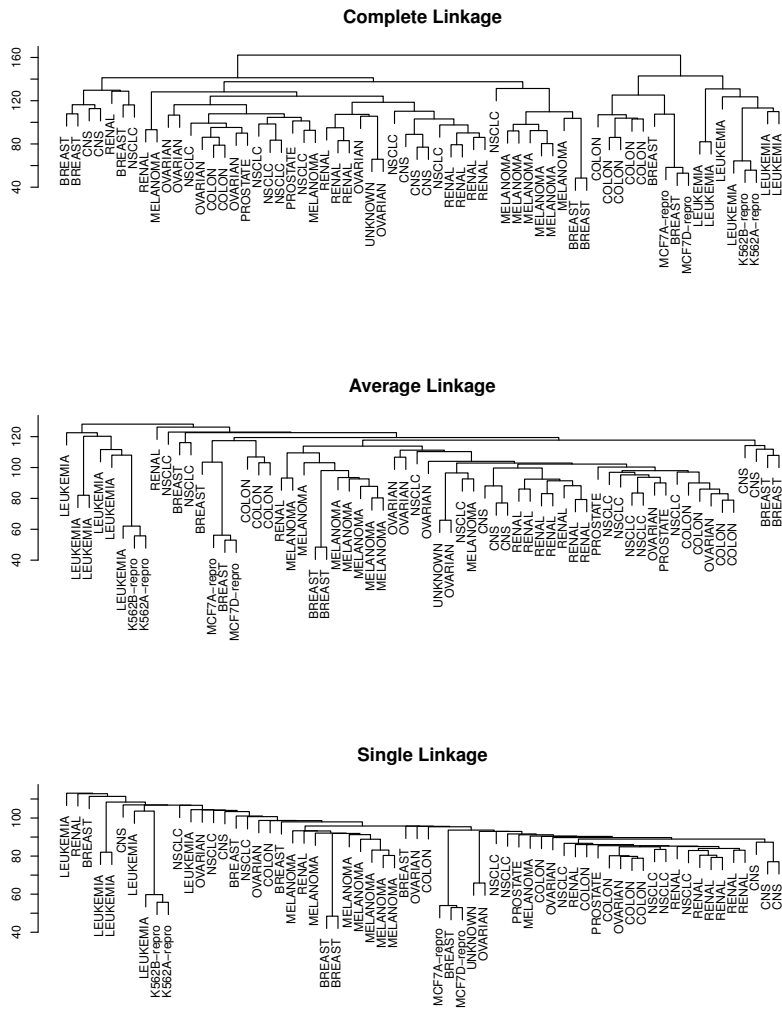 Complete Linkage
160
120
80
40
BREAST
BREAST
CNS
CNS
RENAL
BREAST
NSCLC
RENAL
MELANOMA
OVARIAN
OVARIAN
NSCLC
OVARIAN
COLON
COLON
OVARIAN
PROSTATE
NSCLC
NSCLC
NSCLC
PROSTATE
NSCLC
MELANOMA
RENAL
RENAL
RENAL
OVARIAN
UNKNOWN
OVARIAN
NSCLC
CNS
CNS
CNS
NSCLC
RENAL
RENAL
RENAL
RENAL
NSCLC
MELANOMA
MELANOMA
MELANOMA
MELANOMA
MELANOMA
MELANOMA
BREAST
BREAST
COLON
COLON
COLON
COLON
COLON
BREAST
MCF7A-repro
BREAST
MCF7D-repro
LEUKEMIA
LEUKEMIA
LEUKEMIA
LEUKEMIA
K562B-repro
K562A-repro
LEUKEMIA
LEUKEMIA
Average Linkage
120
100
80
60
40
LEUKEMIA
LEUKEMIA
LEUKEMIA
LEUKEMIA
LEUKEMIA
LEUKEMIA
K562B-repro
K562A-repro
RENAL
NSCLC
BREAST
NSCLC
BREAST
MCF7A-repro
BREAST
MCF7D-repro
COLON
COLON
COLON
RENAL
MELANOMA
MELANOMA
BREAST
BREAST
MELANOMA
MELANOMA
MELANOMA
MELANOMA
MELANOMA
OVARIAN
OVARIAN
NSCLC
OVARIAN
UNKNOWN
OVARIAN
NSCLC
MELANOMA
CNS
CNS
CNS
RENAL
RENAL
RENAL
RENAL
RENAL
RENAL
RENAL
PROSTATE
NSCLC
NSCLC
NSCLC
NSCLC
OVARIAN
PROSTATE
NSCLC
COLON
COLON
OVARIAN
COLON
COLON
CNS
CNS
BREAST
BREAST
Single Linkage
100
80
60
40
LEUKEMIA
RENAL
BREAST
LEUKEMIA
LEUKEMIA
CNS
LEUKEMIA
LEUKEMIA
K562B-repro
K562A-repro
NSCLC
LEUKEMIA
OVARIAN
NSCLC
CNS
BREAST
NSCLC
OVARIAN
COLON
BREAST
MELANOMA
RENAL
MELANOMA
BREAST
BREAST
MELANOMA
MELANOMA
MELANOMA
MELANOMA
MELANOMA
BREAST
OVARIAN
COLON
MCF7A-repro
BREAST
MCF7D-repro
UNKNOWN
OVARIAN
NSCLC
NSCLC
PROSTATE
MELANOMA
COLON
OVARIAN
NSCLC
RENAL
COLON
PROSTATE
COLON
OVARIAN
COLON
COLON
NSCLC
NSCLC
RENAL
NSCLC
RENAL
RENAL
RENAL
RENAL
RENAL
CNS
CNS
CNS